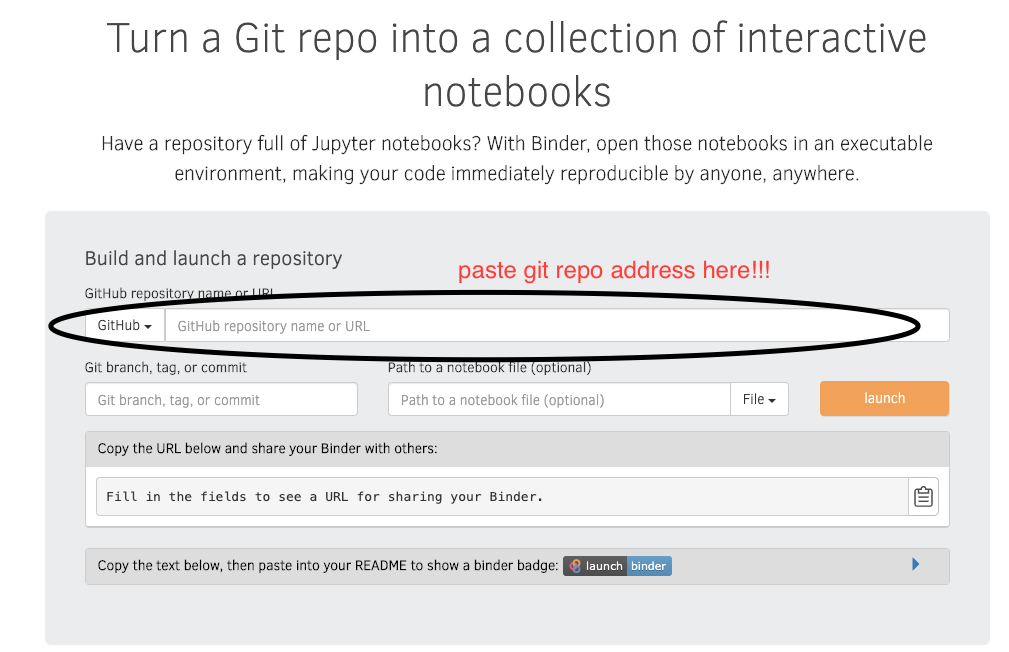 Turn a Git repo into a collection of interactive
notebooks
Have a repository full of Jupyter notebooks? With Binder, open those notebooks in an executable
environment, making your code immediately reproducible by anyone, anywhere.
Build and launch a repository
paste git repo address here!!!
GitHub repository name or URL
GitHub
GitHub repository name or URL
Git branch, tag, or commit
Path to a notebook file (optional)
Git branch, tag, or commit
Path to a notebook file (optional)
File
launch
Copy the URL below and share your Binder with others:
Fill in the fields to see a URL for sharing your Binder.
Copy the text below, then paste into your README to show a binder badge: launch binder